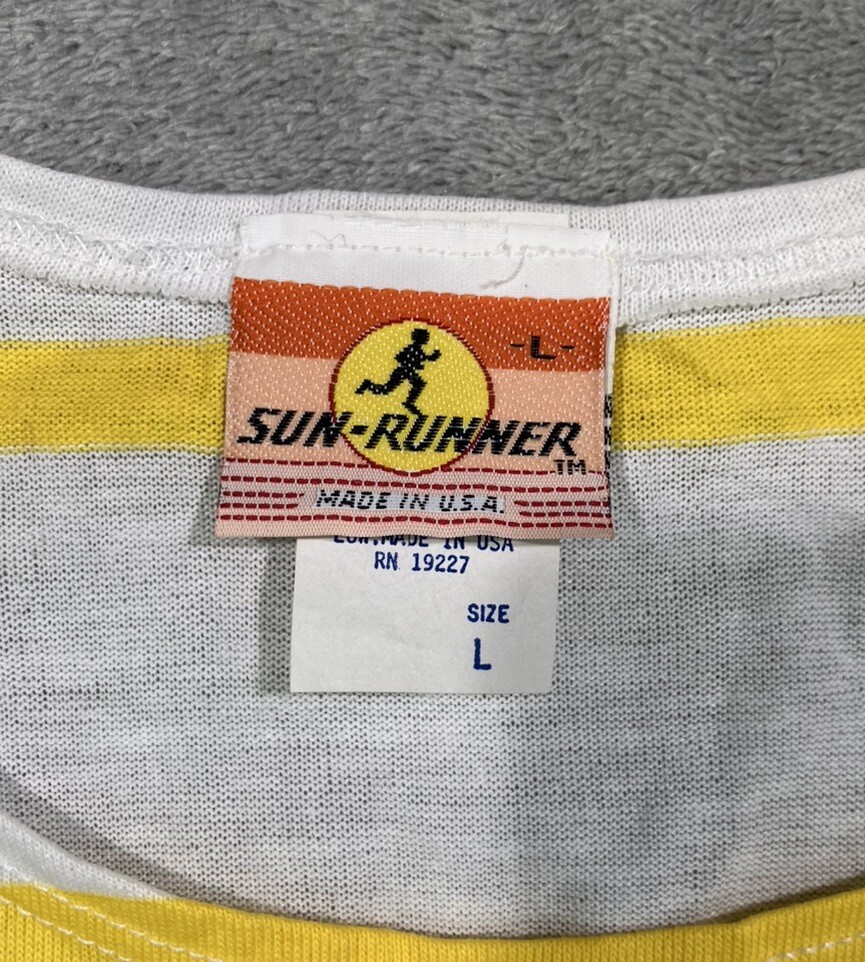 -L-
SUN-RUNNER
TM
MADE IN U.S.A.
MADE IN USA
RN 19227
SIZE
L